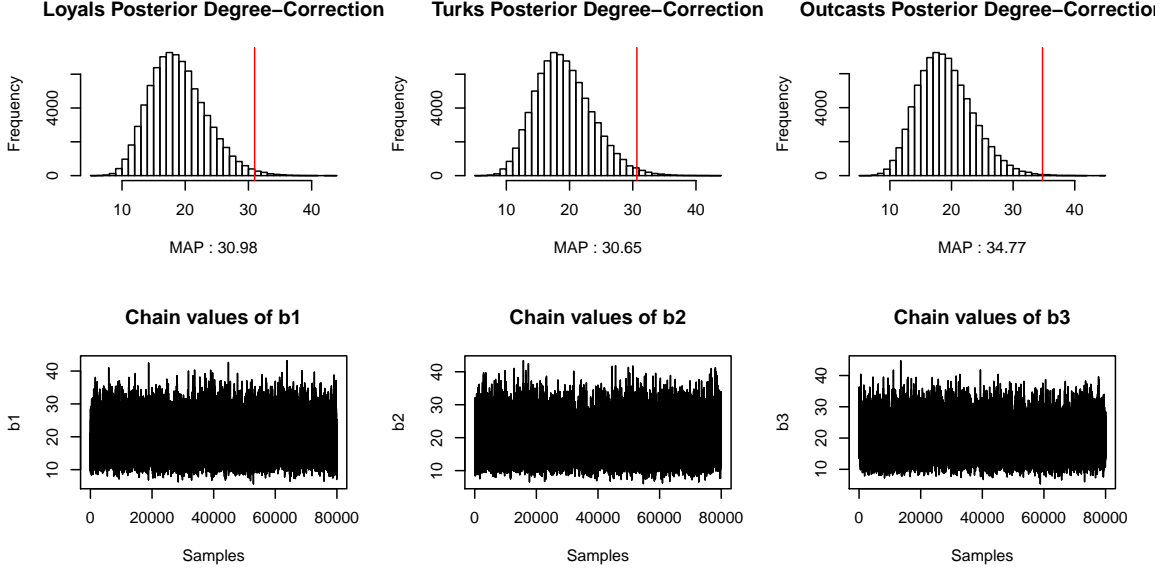 Loyals Posterior Degree−Correction
Turks Posterior Degree−Correction
Outcasts Posterior Degree−Correction
Frequency
0
4000
10
20
30
40
MAP : 30.98
Frequency
0
4000
10
20
30
40
MAP : 30.65
Frequency
0
4000
10
20
30
40
MAP : 34.77
Chain values of b1
b1
10
20
30
40
0
20000
40000
60000
80000
Samples
Chain values of b2
b2
10
20
30
40
0
20000
40000
60000
80000
Samples
Chain values of b3
b3
10
20
30
40
0
20000
40000
60000
80000
Samples